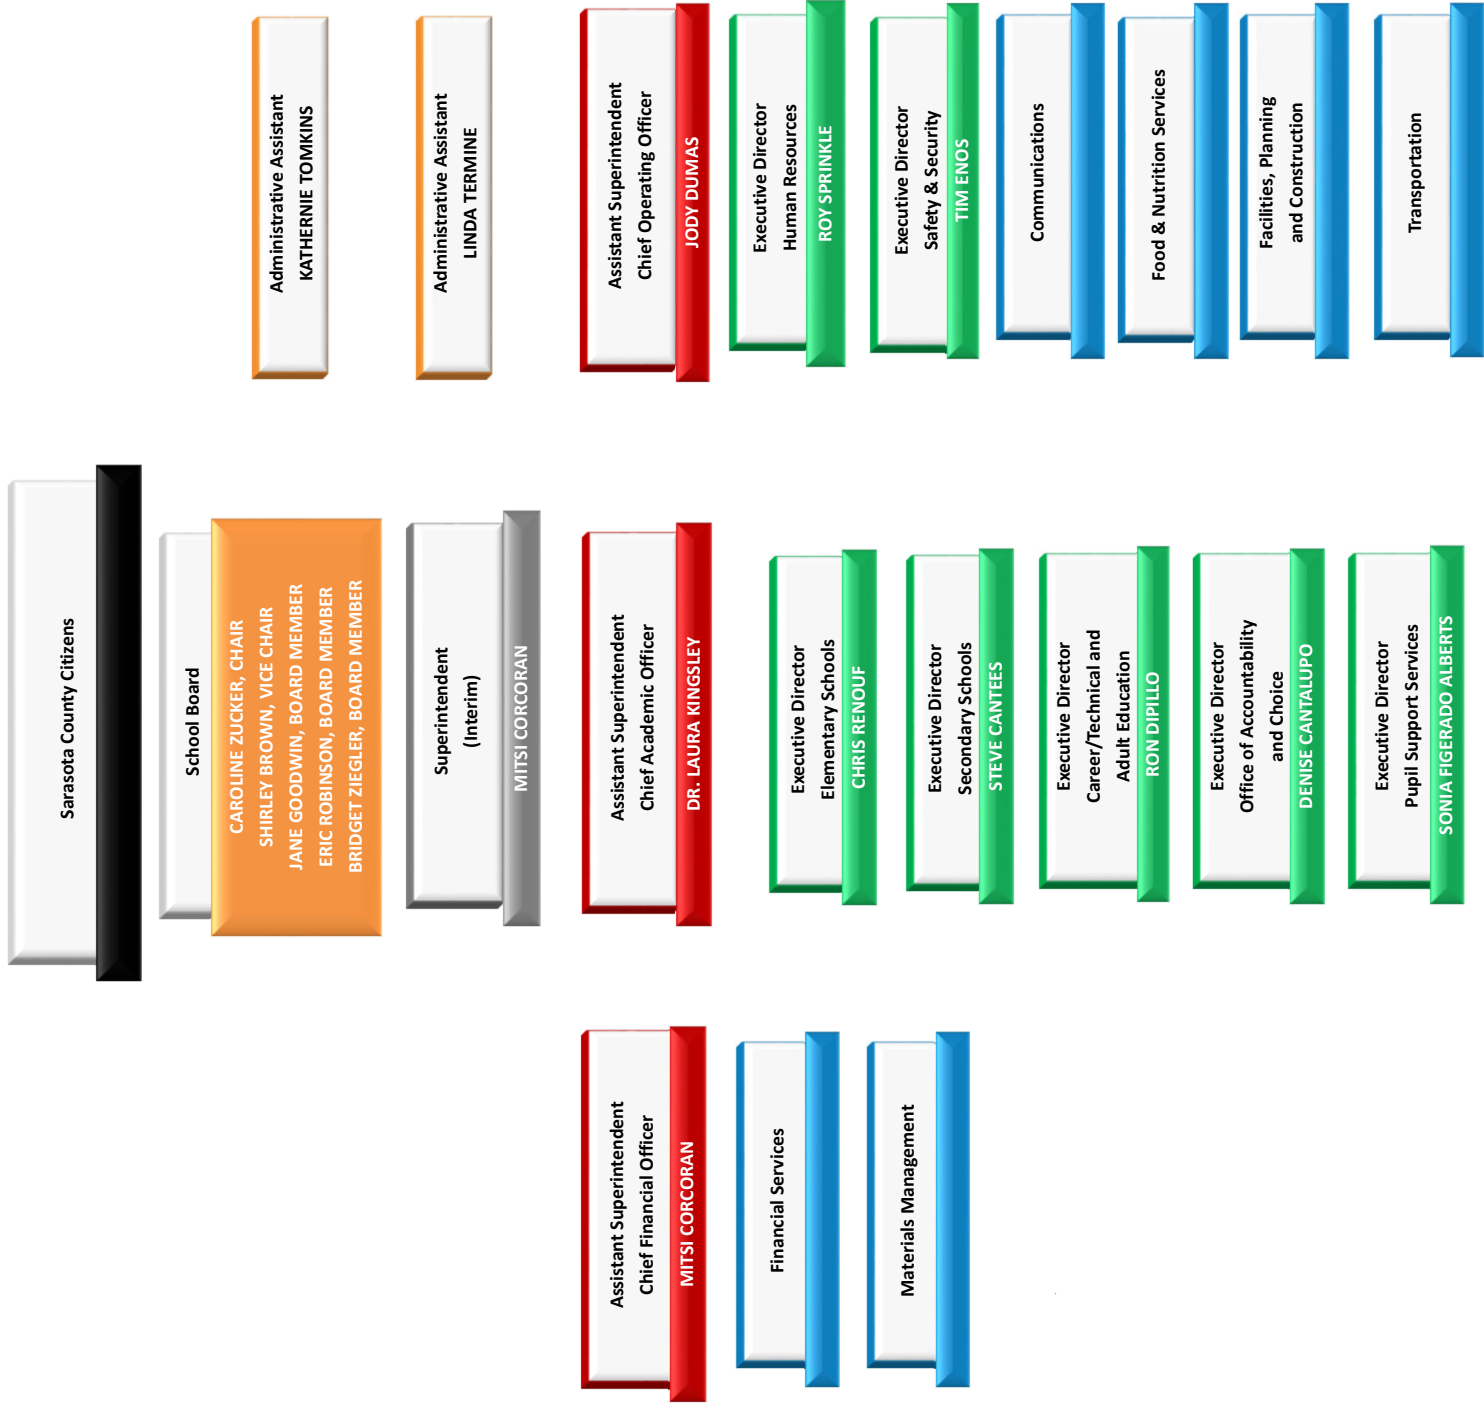 Sarasota County Citizens
School Board
CAROLINE ZUCKER, CHAIR
SHIRLEY BROWN, VICE CHAIR
JANE GOODWIN, BOARD MEMBER
ERIC ROBINSON, BOARD MEMBER
BRIDGET ZIEGLER, BOARD MEMBER
Administrative Assistant
KATHERNIE TOMKINS
Superintendent
(Interim)
MITSI CORCORAN
Administrative Assistant
LINDA TERMINE
Assistant Superintendent
Chief Financial Officer
MITSI CORCORAN
Financial Services
Materials Management
Assistant Superintendent
Chief Academic Officer
DR. LAURA KINGSLEY
Executive Director
Elementary Schools
CHRIS RENOUF
Executive Director
Secondary Schools
STEVE CANTEES
Executive Director
Career/Technical and
Adult Education
RON DIPILLO
Executive Director
Office of Accountability
and Choice
DENISE CANTALUPO
Executive Director
Pupil Support Services
SONIA FIGERADO ALBERTS
Assistant Superintendent
Chief Operating Officer
JODY DUMAS
Executive Director
Human Resources
ROY SPRINKLE
Executive Director
Safety & Security
TIM ENOS
Communications
Food & Nutrition Services
Facilities, Planning
and Construction
Transportation